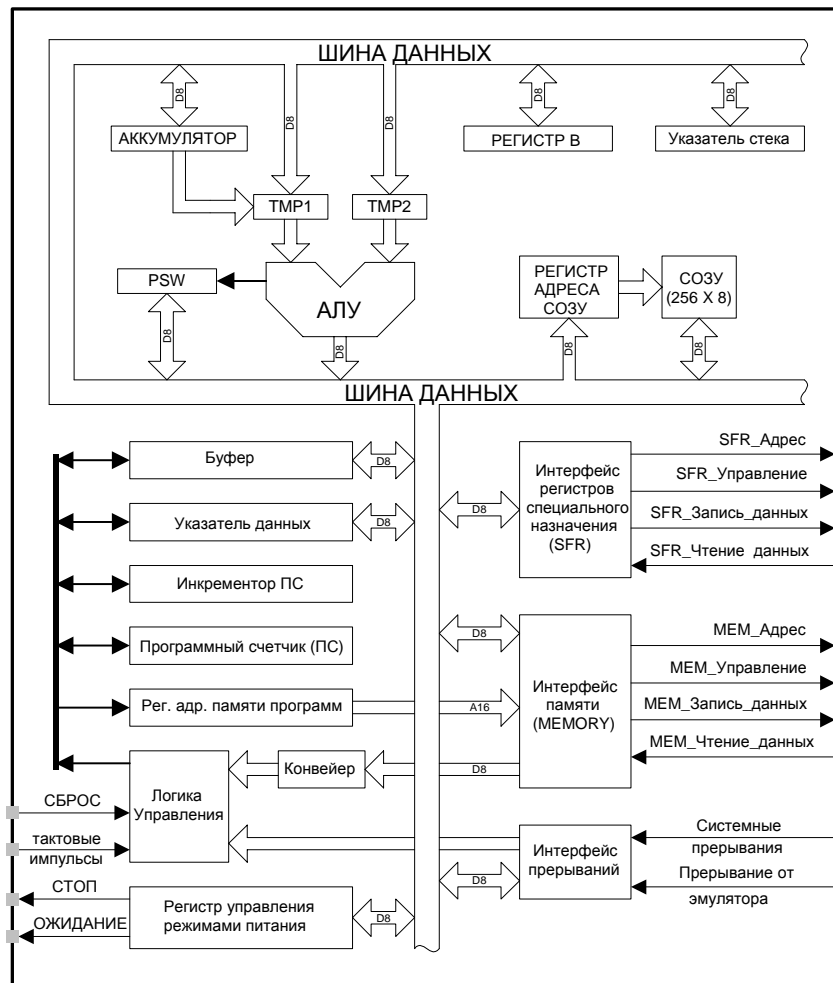 ШИНА ДАННЫХ
D8
D8
D8
D8
D8
АККУМУЛЯТОР
РЕГИСТР В
Указатель стека
TMP1
TMP2
PSW
АЛУ
РЕГИСТР
АДРЕСА
СОЗУ
СОЗУ
(256 X 8)
D8
D8
D8
D8
ШИНА ДАННЫХ
Буфер
D8
Указатель данных
D8
Инкрементор ПС
Программный счетчик (ПС)
Рег. адр. памяти программ
A16
D8
Интерфейс
регистров
специального
назначения
(SFR)
SFR_Адрес
SFR_Управление
SFR_Запись_данных
SFR_Чтение данных
D8
Интерфейс
памяти
(MEMORY)
MEM_Адрес
MEM_Управление
MEM_Запись_данных
MEM_Чтение_данных
Логика
Управления
Конвейер
D8
СБРОС
тактовые
импульсы
СТОП
ОЖИДАНИЕ
Регистр управления
режимами питания
D8
D8
Интерфейс
прерываний
Системные
прерывания
Прерывание от
эмулятора